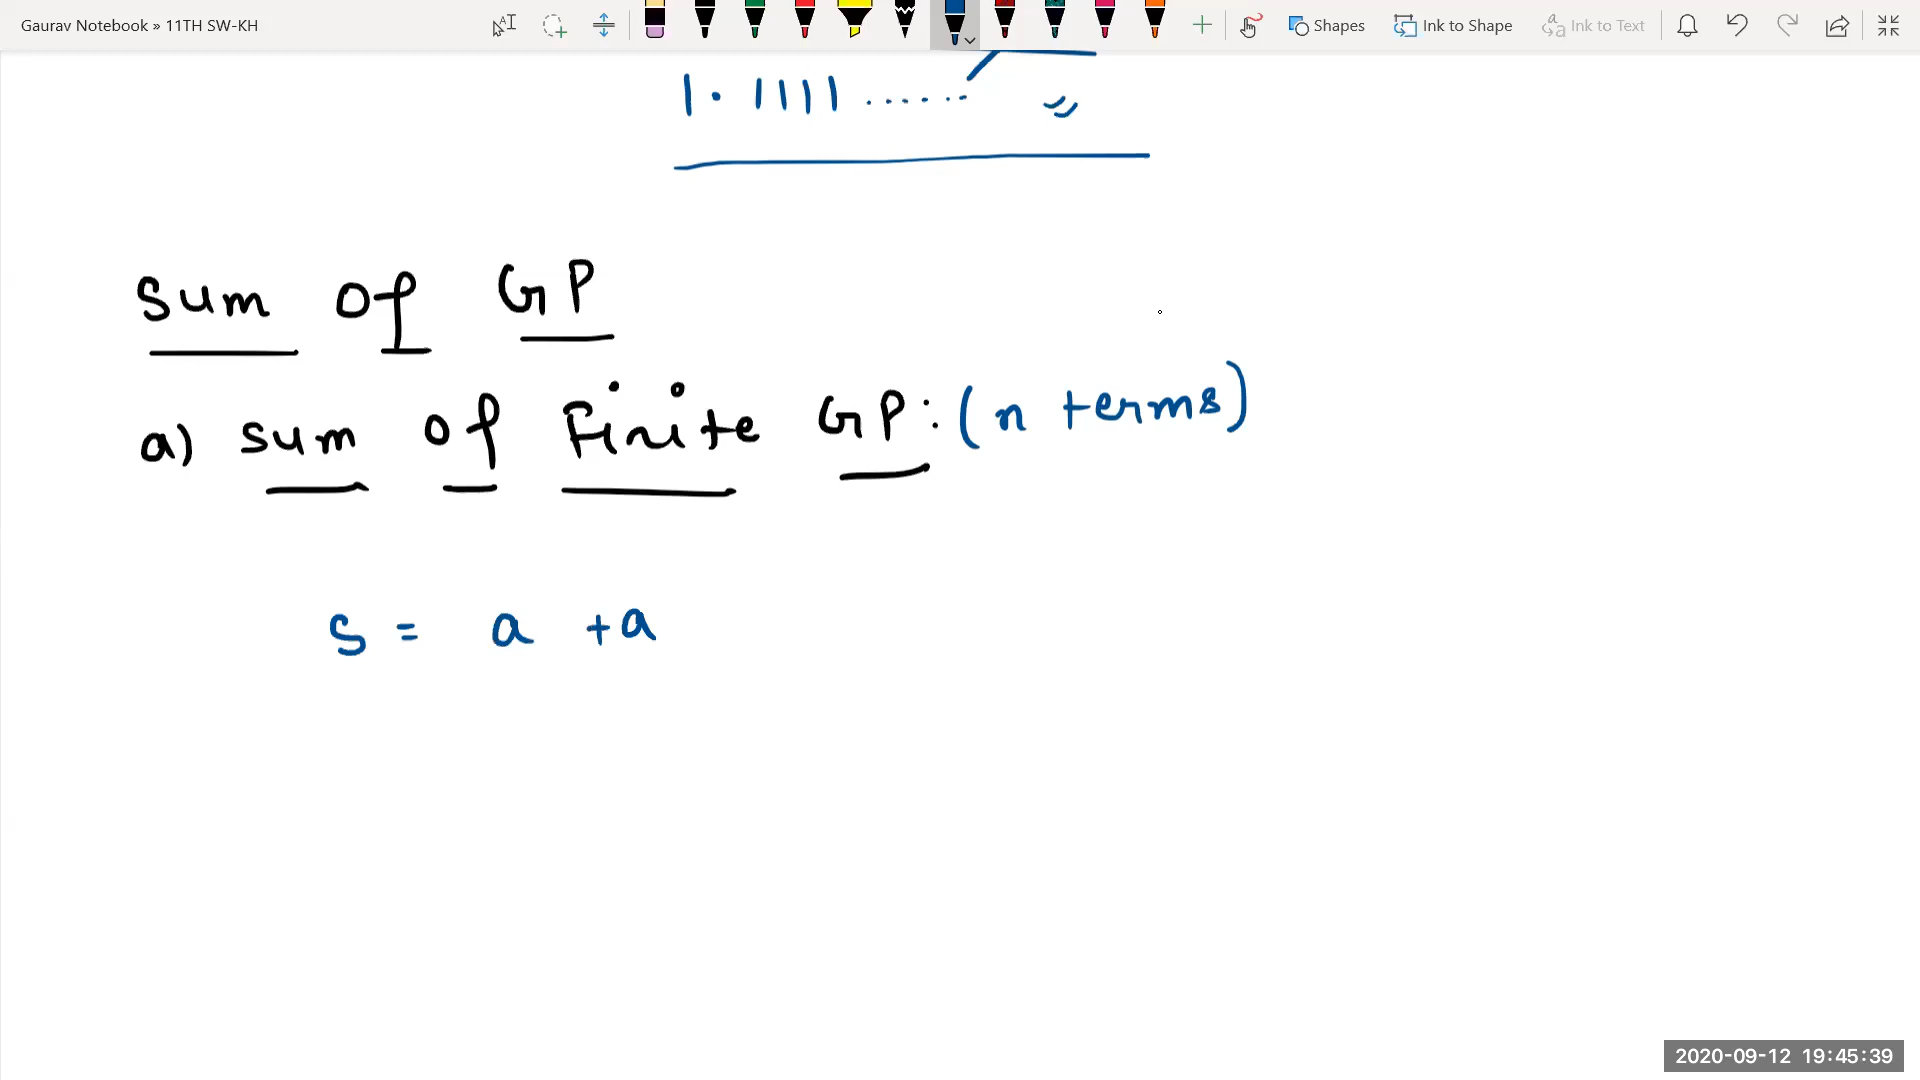 Gaurav Notebook » 11TH SW-KH
Shapes
Ink to Shape
Ink to Text
1.1111......
Sum of GP
a) sum of Finite GP: (n terms)
S = a + a
2020-09-12 19:45:39